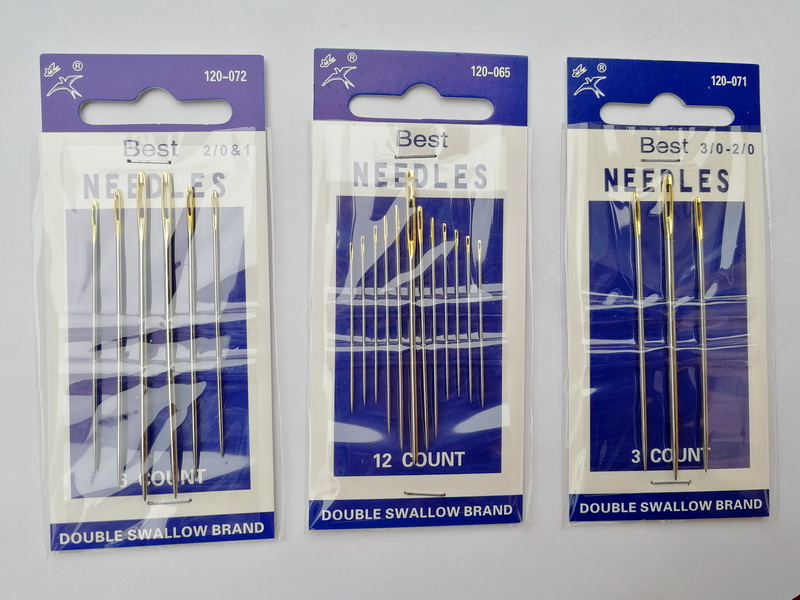 ®
120-072
Best 2/0 & 1
NEEDLES
6 COUNT
DOUBLE SWALLOW BRAND
®
120-065
Best
NEEDLES
12 COUNT
DOUBLE SWALLOW BRAND
®
120-071
Best 3/0-2/0
NEEDLES
3 COUNT
DOUBLE SWALLOW BRAND